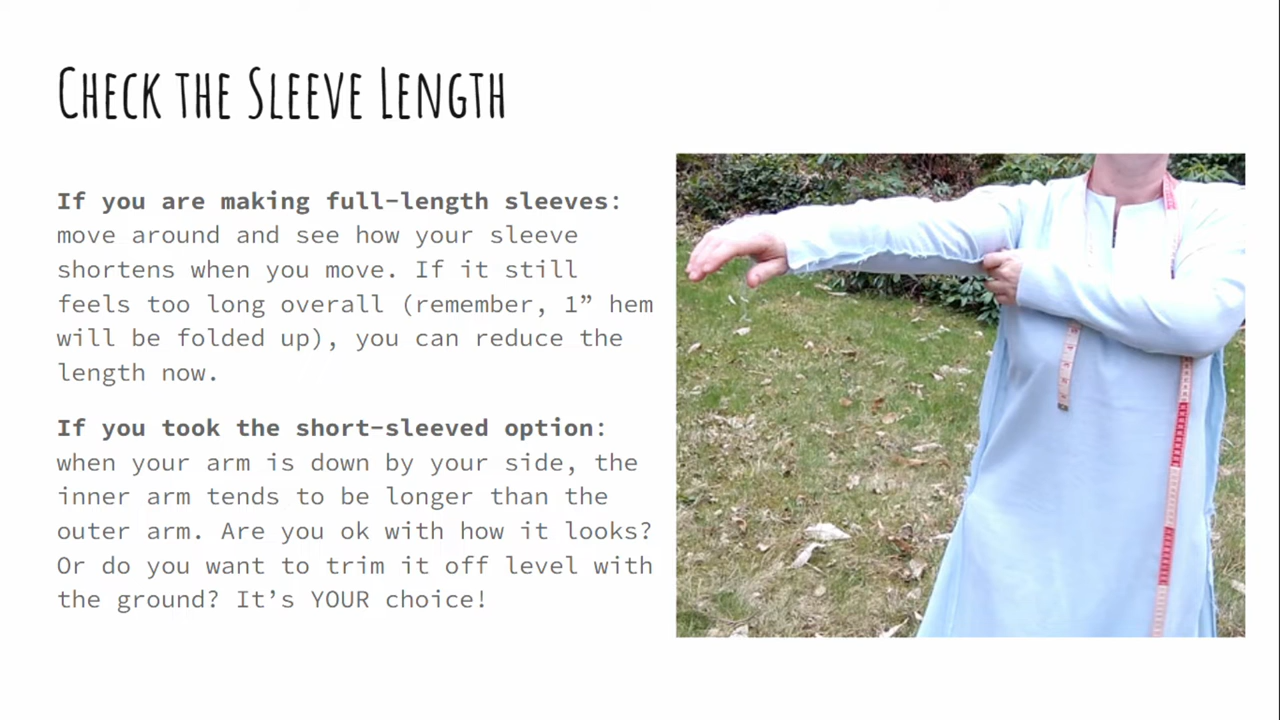 Check the Sleeve Length
If you are making full-length sleeves:
move around and see how your sleeve
shortens when you move. If it still
feels too long overall (remember, 1” hem
will be folded up), you can reduce the
length now.
If you took the short-sleeved option:
when your arm is down by your side, the
inner arm tends to be longer than the
outer arm. Are you ok with how it looks?
Or do you want to trim it off level with
the ground? It’s YOUR choice!